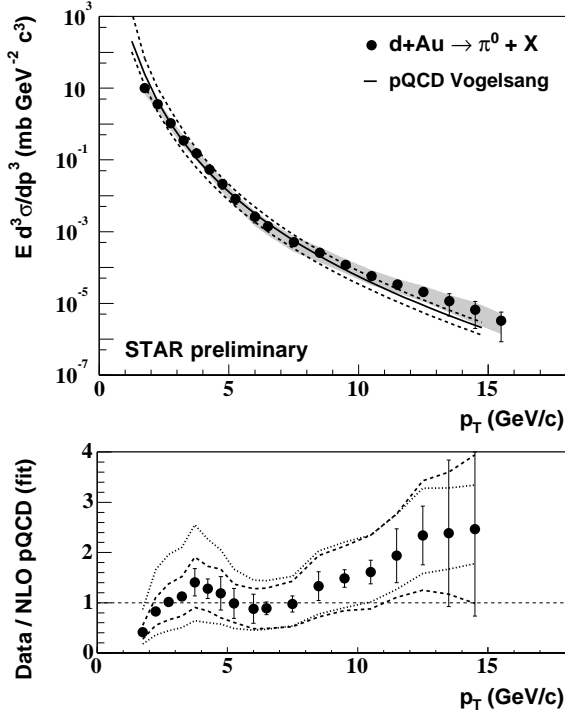 E d³σ/dp³ (mb GeV⁻² c³)
10³
10
10⁻¹
10⁻³
10⁻⁵
10⁻⁷
d+Au → π⁰ + X
pQCD Vogelsang
STAR preliminary
0 5 10 15
p_T (GeV/c)
Data / NLO pQCD (fit)
4
3
2
1
0
0 5 10 15
p_T (GeV/c)